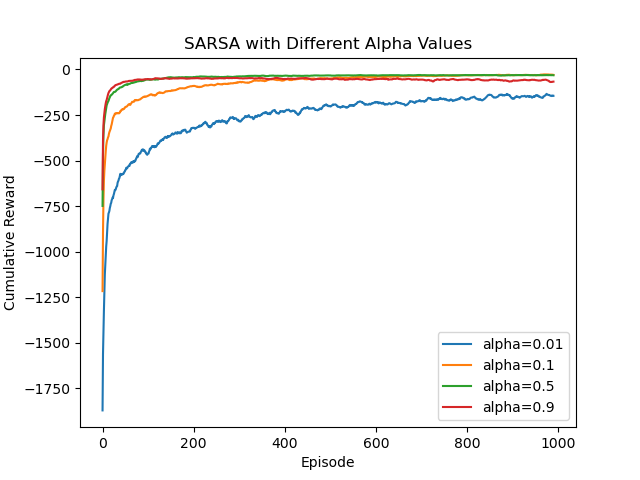 SARSA with Different Alpha Values
Cumulative Reward
0
−250
−500
−750
−1000
−1250
−1500
−1750
0 200 400 600 800 1000
Episode
alpha=0.01
alpha=0.1
alpha=0.5
alpha=0.9